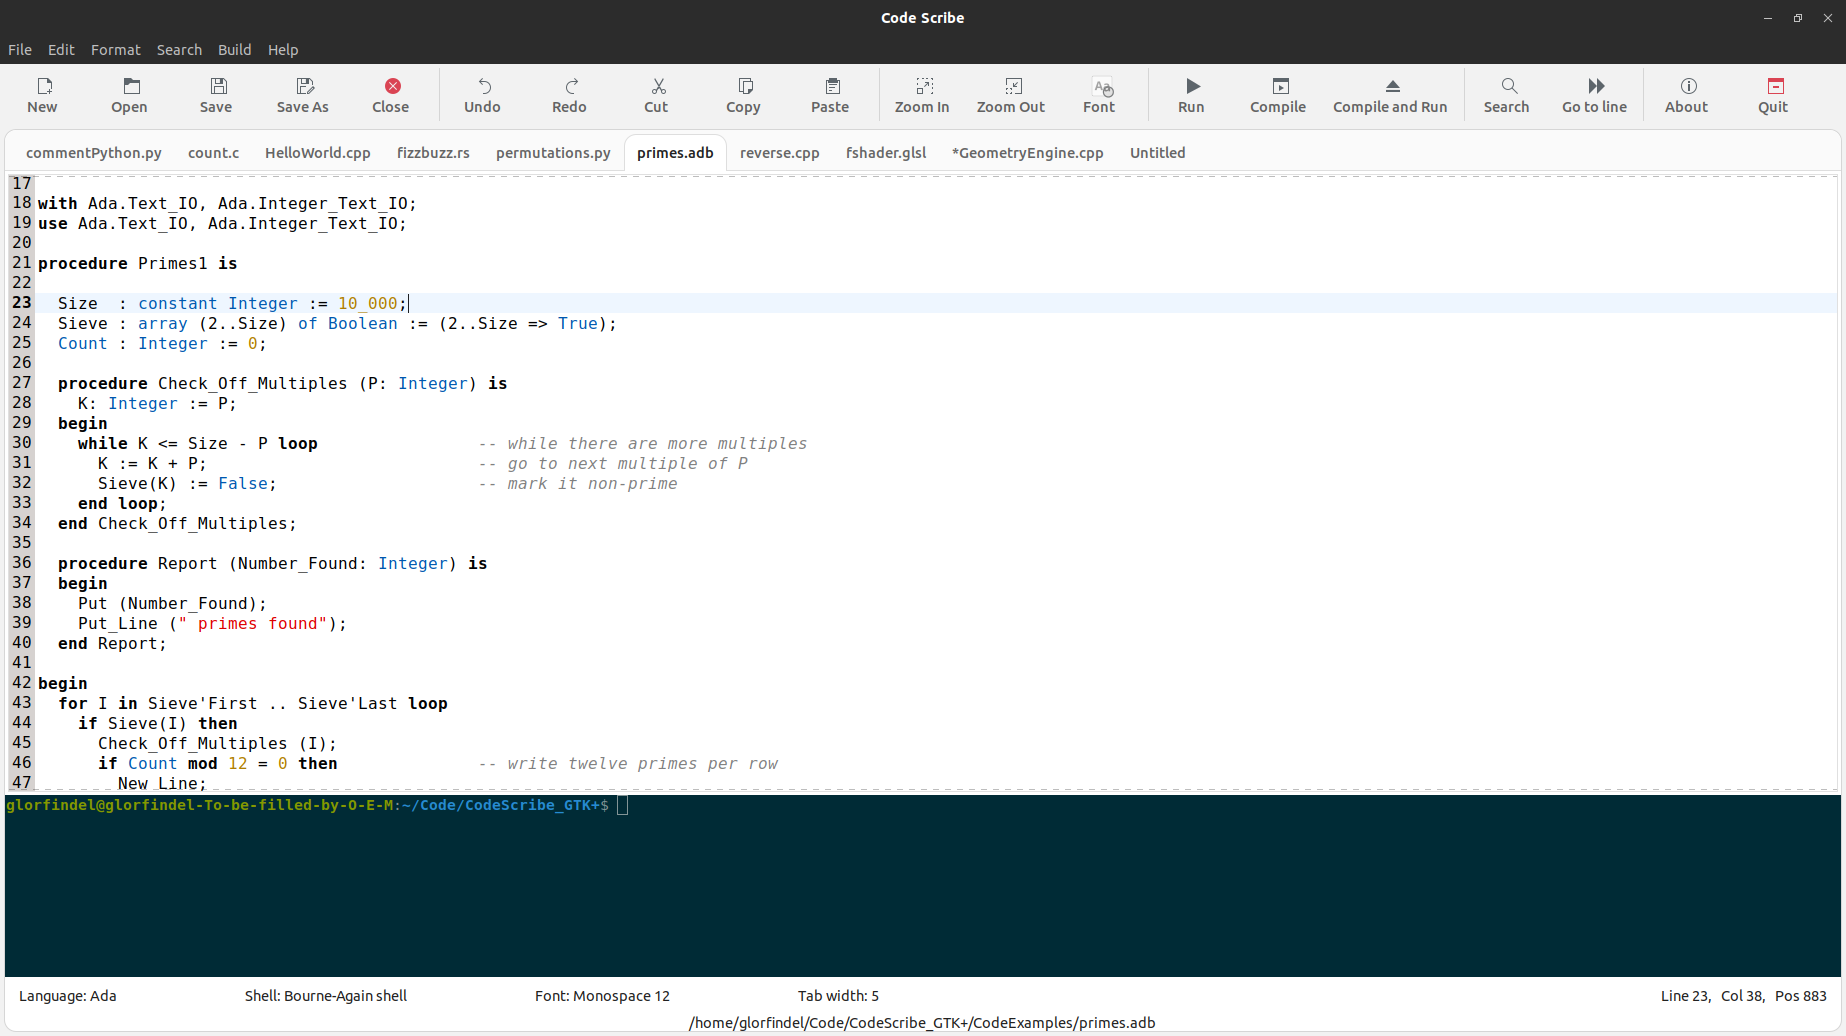 Code Scribe
File Edit Format Search Build Help
New Open Save Save As Close Undo Redo Cut Copy Paste Zoom In Zoom Out Font Run Compile Compile and Run Search Go to line About Quit
commentPython.py count.c HelloWorld.cpp fizzbuzz.rs permutations.py primes.adb reverse.cpp fshader.glsl *GeometryEngine.cpp Untitled
17
18 with Ada.Text_IO, Ada.Integer_Text_IO;
19 use Ada.Text_IO, Ada.Integer_Text_IO;
20
21 procedure Primes1 is
22
23   Size  : constant Integer := 10_000;
24   Sieve : array (2..Size) of Boolean := (2..Size => True);
25   Count : Integer := 0;
26
27   procedure Check_Off_Multiples (P: Integer) is
28     K: Integer := P;
29   begin
30     while K <= Size - P loop                -- while there are more multiples
31       K := K + P;                           -- go to next multiple of P
32       Sieve(K) := False;                    -- mark it non-prime
33     end loop;
34   end Check_Off_Multiples;
35
36   procedure Report (Number_Found: Integer) is
37   begin
38     Put (Number_Found);
39     Put_Line (" primes found");
40   end Report;
41
42 begin
43   for I in Sieve'First .. Sieve'Last loop
44     if Sieve(I) then
45       Check_Off_Multiples (I);
46       if Count mod 12 = 0 then              -- write twelve primes per row
47         New_Line;
glorfindel@glorfindel-To-be-filled-by-O-E-M:~/Code/CodeScribe_GTK+$
Language: Ada Shell: Bourne-Again shell Font: Monospace 12 Tab width: 5 Line 23, Col 38, Pos 883
/home/glorfindel/Code/CodeScribe_GTK+/CodeExamples/primes.adb